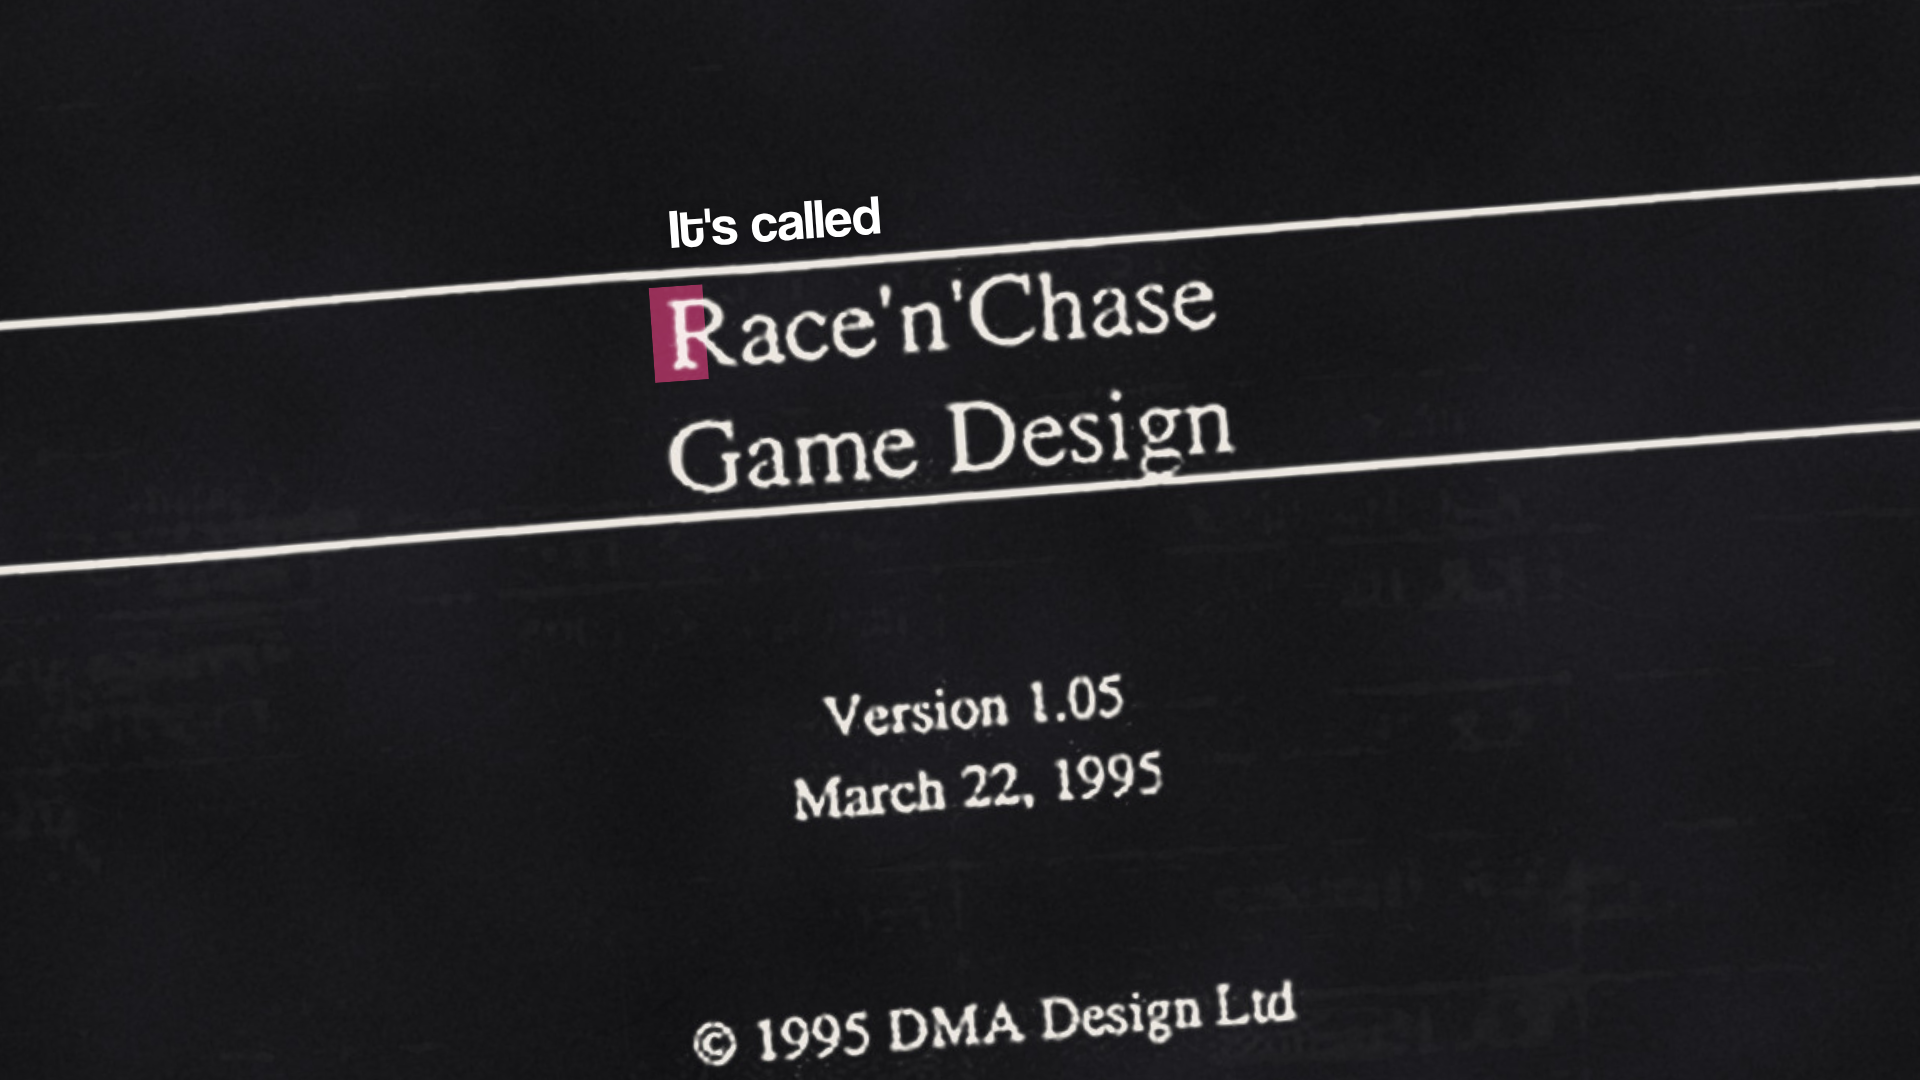 It's called
Race'n'Chase
Game Design
Version 1.05
March 22, 1995
© 1995 DMA Design Ltd